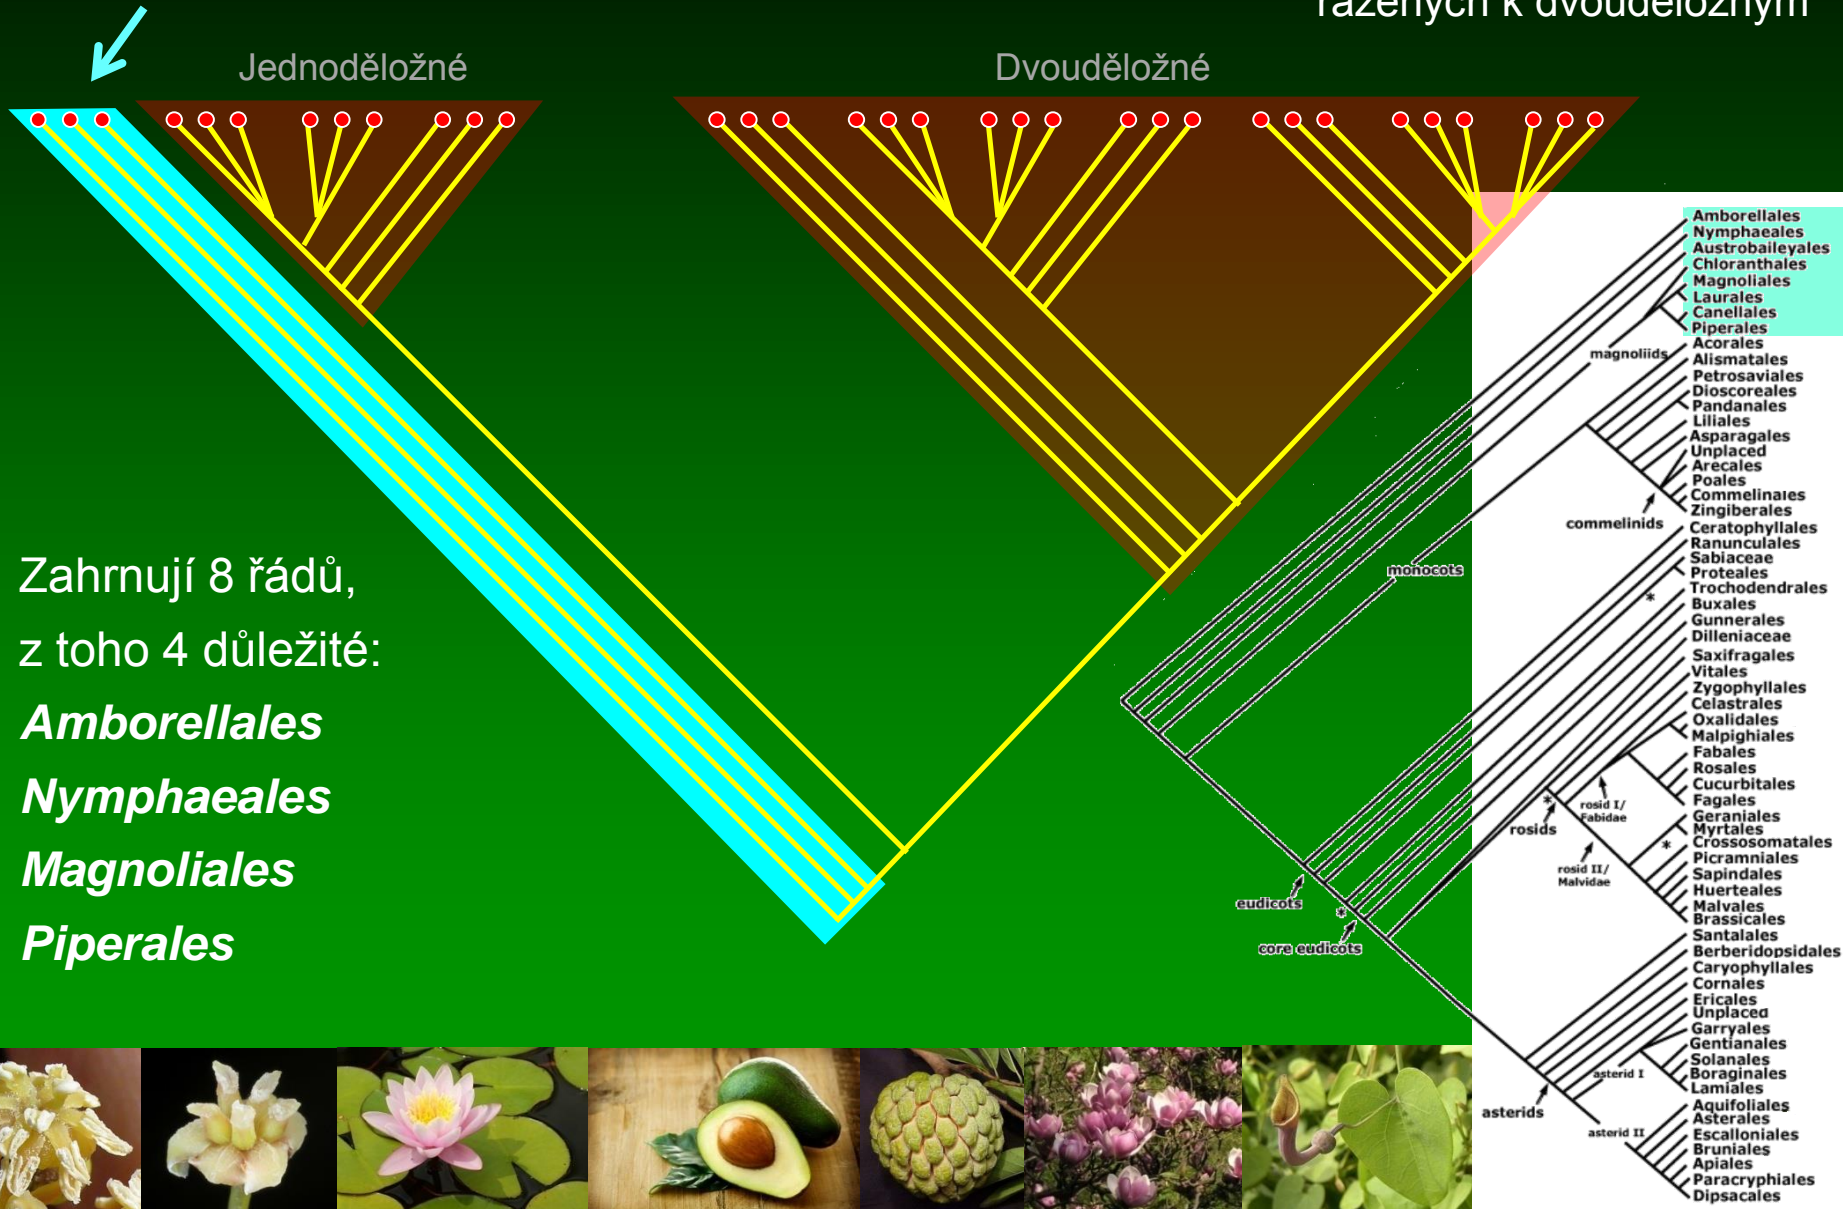 řazených k dvouděložným
Jednoděložné
Dvouděložné
Zahrnují 8 řádů,
z toho 4 důležité:
Amborellales
Nymphaeales
Magnoliales
Piperales
Amborellales
Nymphaeales
Austrobaileyales
Chloranthales
Magnoliales
Laurales
Canellales
Piperales
magnoliids
Acorales
Alismatales
Petrosaviales
Dioscoreales
Pandanales
Liliales
Asparagales
Unplaced
Arecales
Poales
Commelinales
Zingiberales
commelinids
monocots
Ceratophyllales
Ranunculales
Sabiaceae
Proteales
Trochodendrales
*
Buxales
Gunnerales
Dilleniaceae
Saxifragales
Vitales
Zygophyllales
Celastrales
Oxalidales
Malpighiales
Fabales
Rosales
Cucurbitales
Fagales
*
rosids
rosid I/
Fabidae
Geraniales
Myrtales
*
Crossosomatales
Picramniales
Sapindales
Huerteales
Malvales
Brassicales
rosid II/
Malvidae
eudicots
*
core eudicots
Santalales
Berberidopsidales
Caryophyllales
Cornales
Ericales
Unplaced
Garryales
Gentianales
Solanales
Boraginales
Lamiales
asterid I
asterids
asterid II
Aquifoliales
Asterales
Escalloniales
Bruniales
Apiales
Paracryphiales
Dipsacales